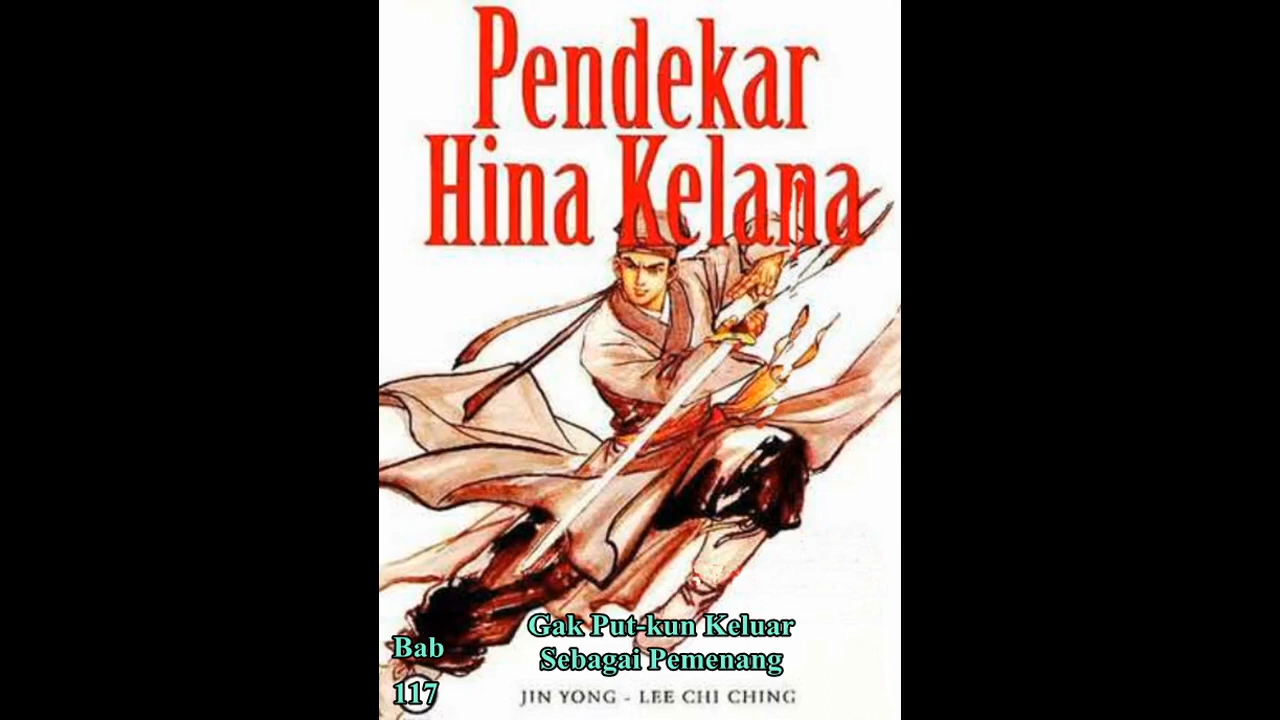 Pendekar
Hina Kelana
Gak Put-kun Keluar
Sebagai Pemenang
Bab
117
JIN YONG - LEE CHI CHING